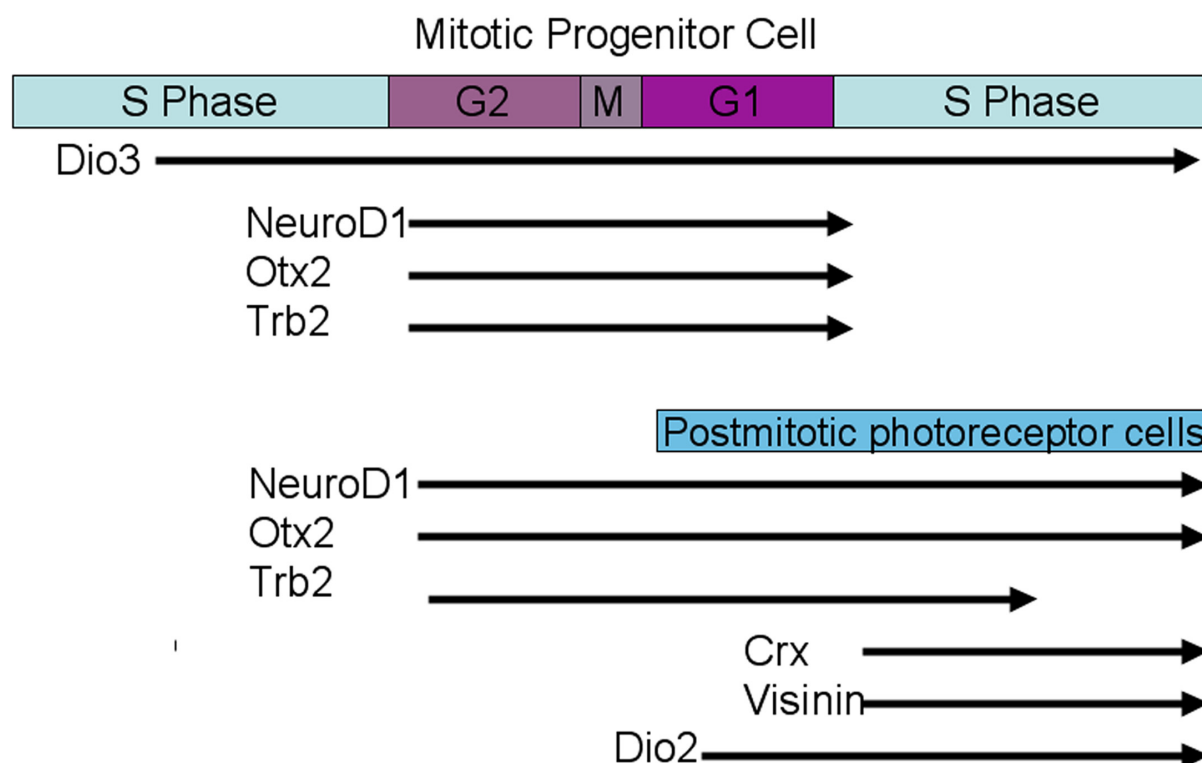 Mitotic Progenitor Cell
S Phase G2 M G1 S Phase
Dio3
NeuroD1
Otx2
Trb2
Postmitotic photoreceptor cells
NeuroD1
Otx2
Trb2
Crx
Visinin
Dio2